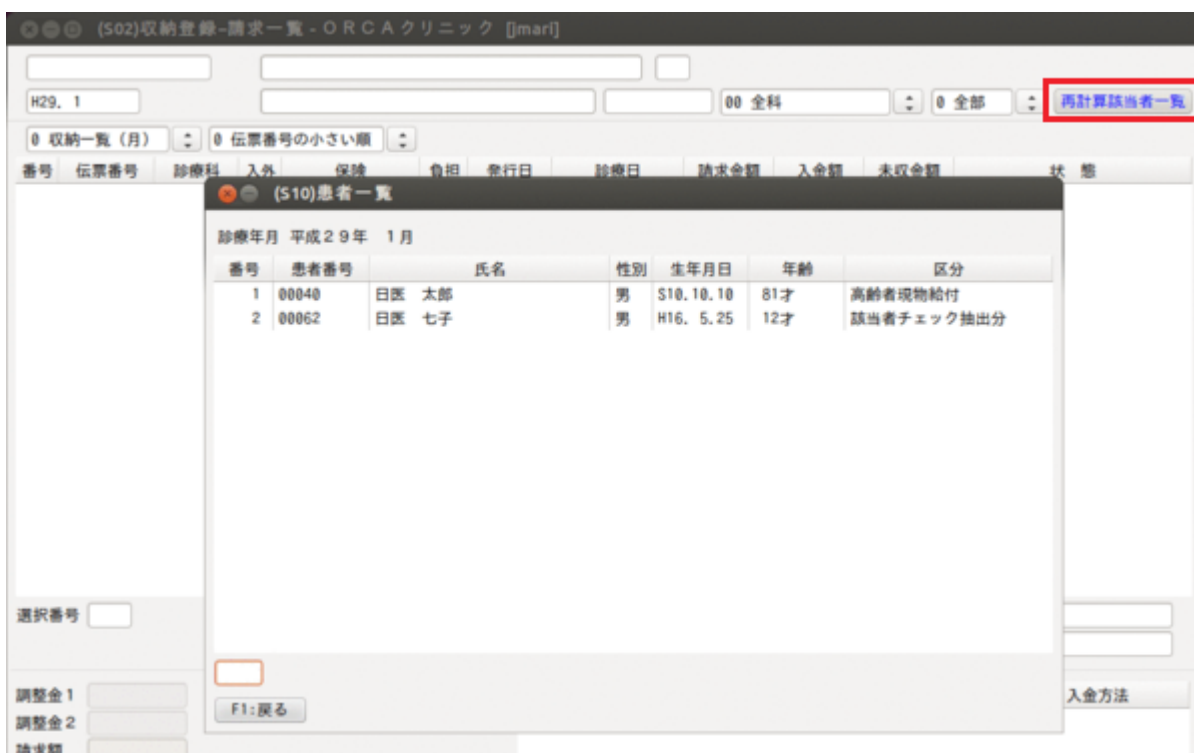 (S02)収納登録–請求一覧 - ＯＲＣＡクリニック [jmari]
H29. 1 00 全科 0 全部 再計算該当者一覧
0 収納一覧（月） 0 伝票番号の小さい順
番号 伝票番号 診療科 入外 保険 負担 発行日 診療日 請求金額 入金額 未収金額 状 態
(S10)患者一覧
診療年月 平成２９年 １月
番号 患者番号 氏名 性別 生年月日 年齢 区分
1 00040 日医 太郎 男 S10.10.10 81才 高齢者現物給付
2 00062 日医 七子 男 H16. 5.25 12才 該当者チェック抽出分
選択番号
調整金１ F1:戻る 入金方法
調整金２
請求額